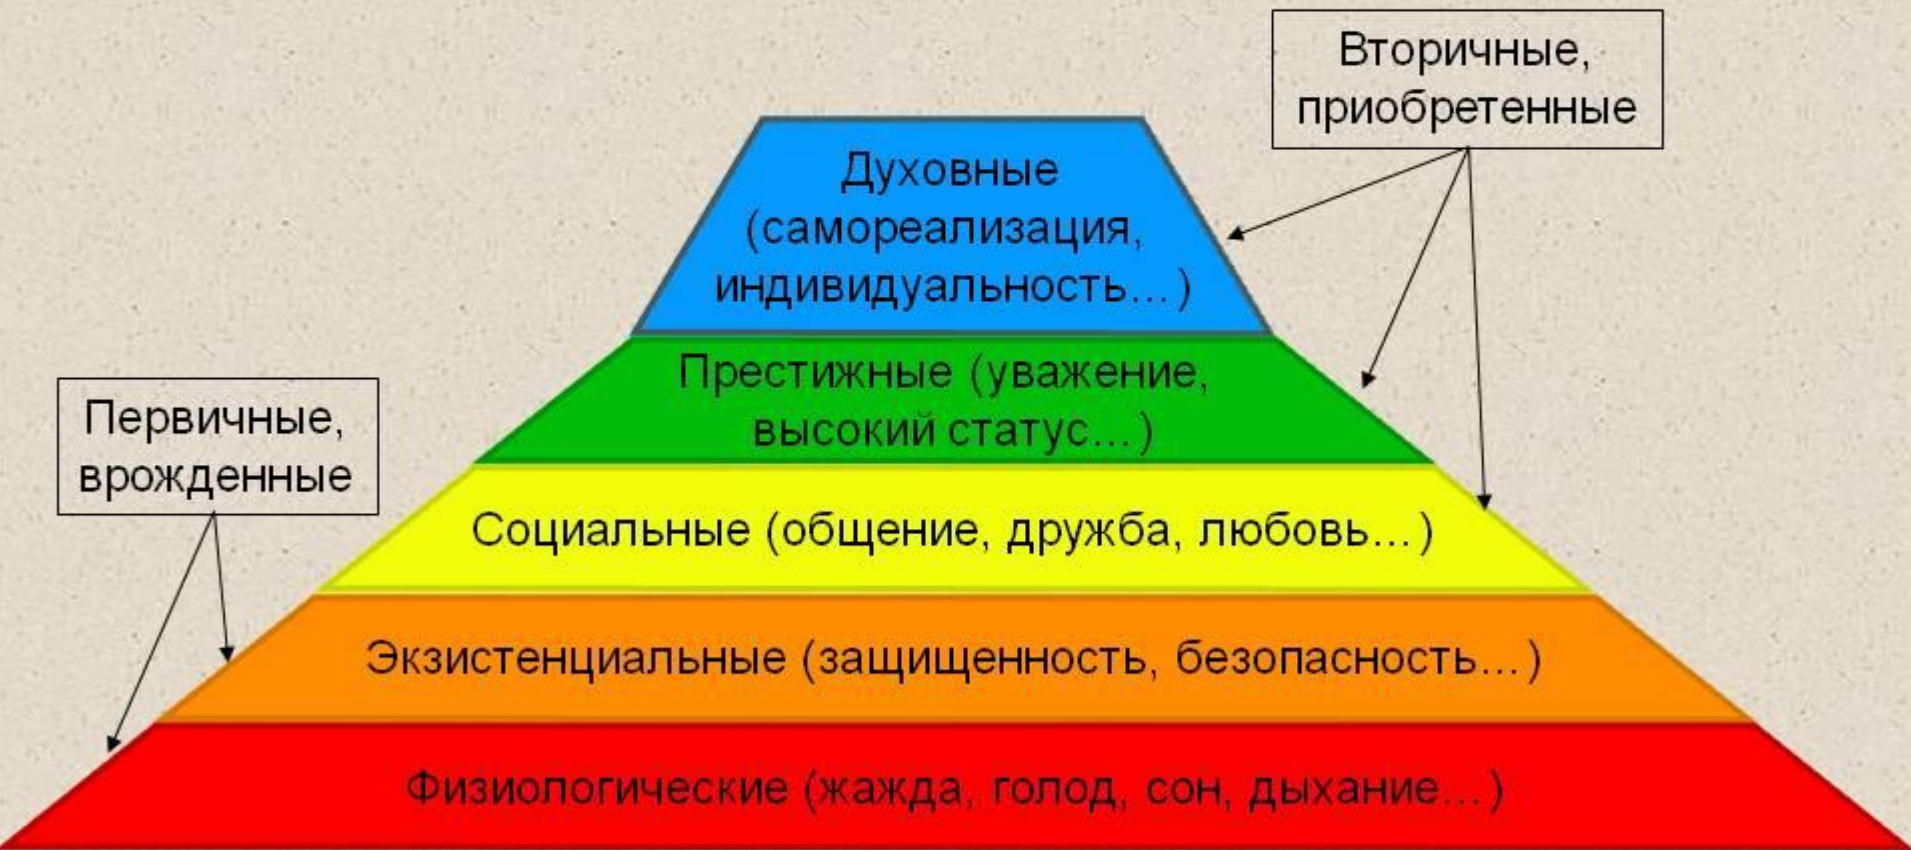 Вторичные,
приобретенные
Духовные
(самореализация,
индивидуальность...)
Престижные (уважение,
высокий статус...)
Первичные,
врожденные
Социальные (общение, дружба, любовь...)
Экзистенциальные (защищенность, безопасность...)
Физиологические (жажда, голод, сон, дыхание...)